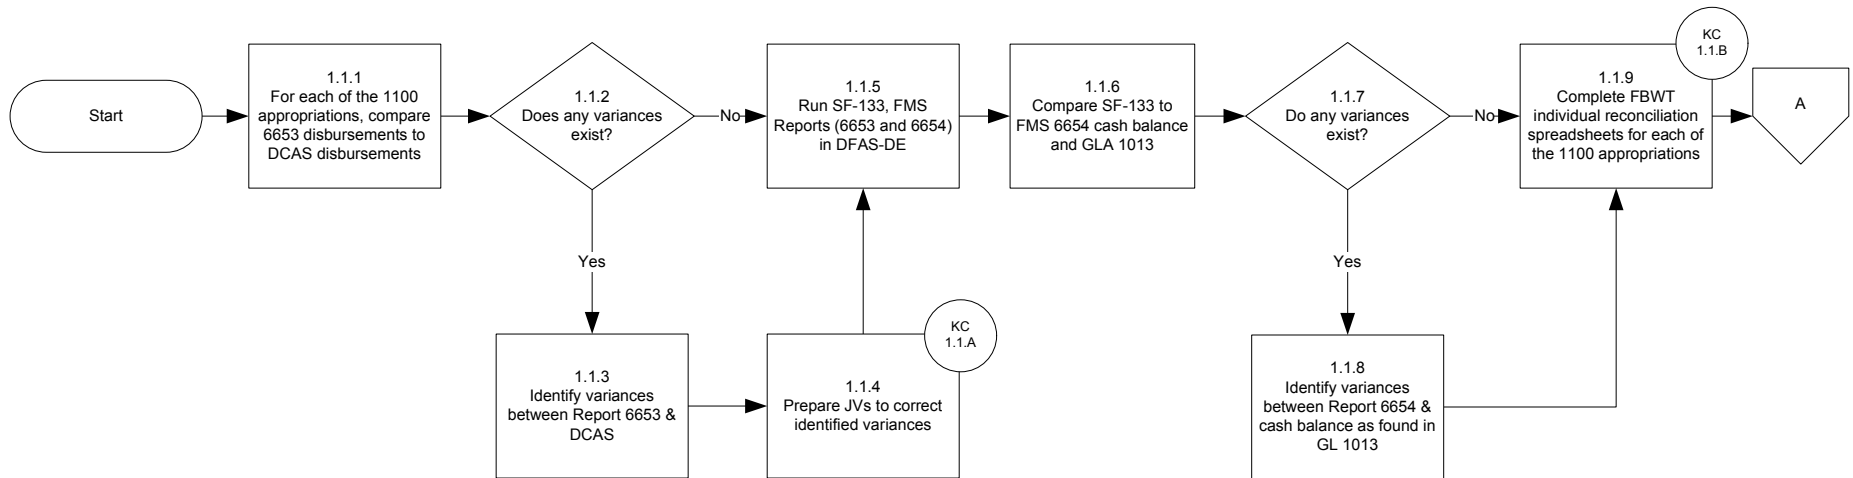 Start
1.1.1
For each of the 1100
appropriations, compare
6653 disbursements to
DCAS disbursements
1.1.2
Does any variances
exist?
No
Yes
1.1.3
Identify variances
between Report 6653 &
DCAS
KC
1.1.A
1.1.4
Prepare JVs to correct
identified variances
1.1.5
Run SF-133, FMS
Reports (6653 and 6654)
in DFAS-DE
1.1.6
Compare SF-133 to
FMS 6654 cash balance
and GLA 1013
1.1.7
Do any variances
exist?
No
Yes
1.1.8
Identify variances
between Report 6654 &
cash balance as found in
GL 1013
KC
1.1.B
1.1.9
Complete FBWT
individual reconciliation
spreadsheets for each of
the 1100 appropriations
A